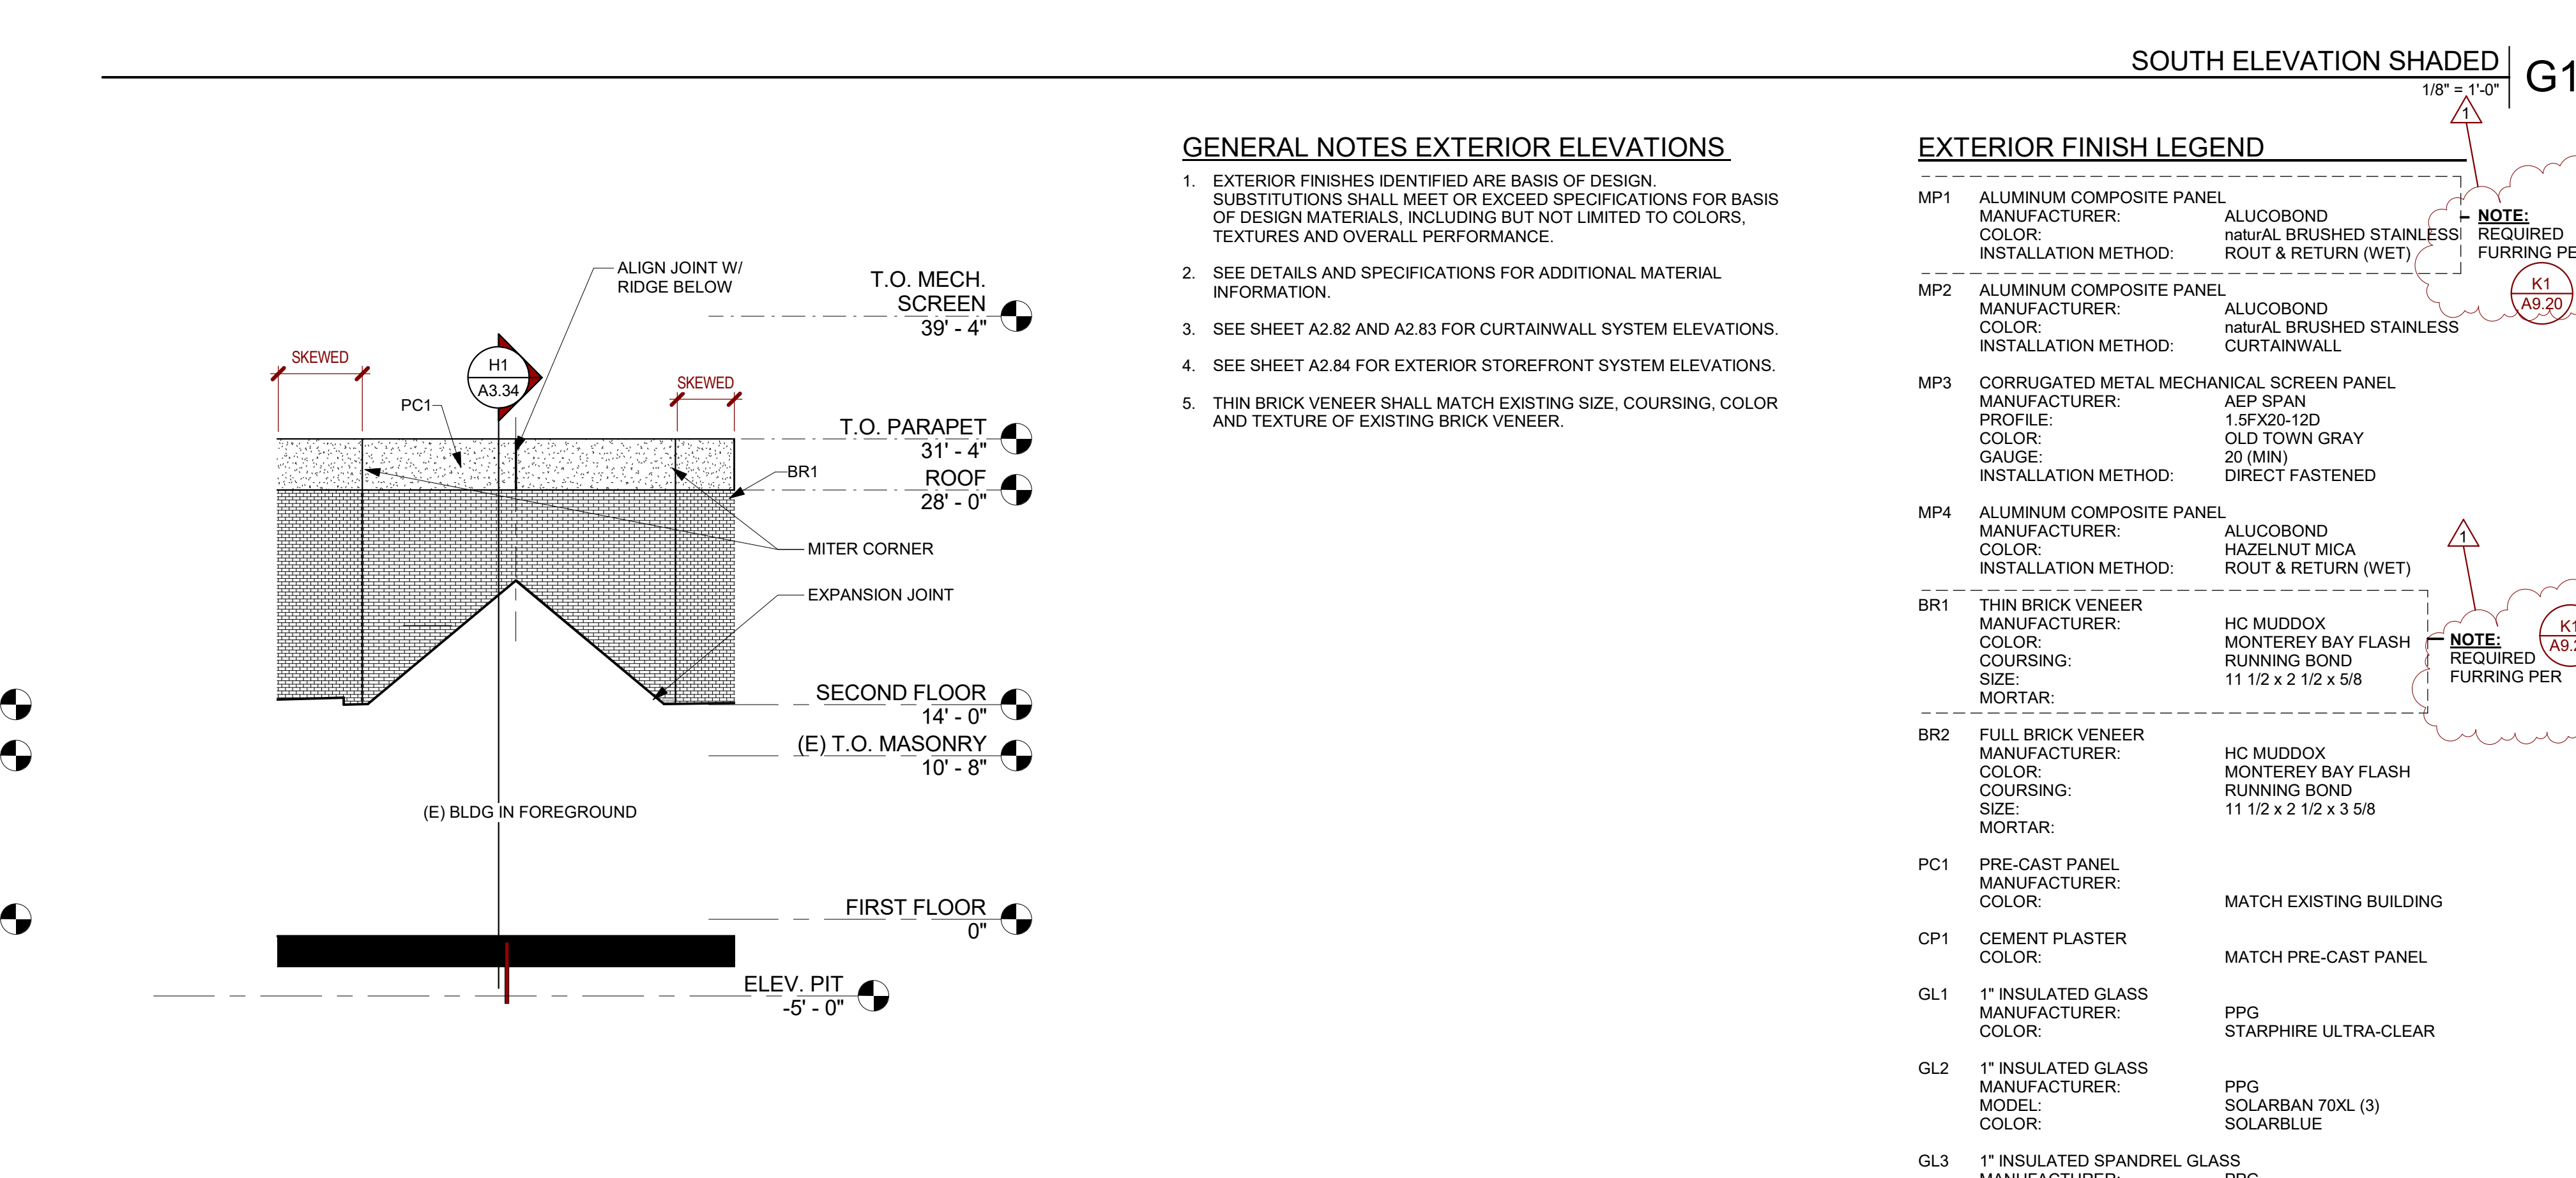 SOUTH ELEVATION SHADED
1/8" = 1'-0"
G1
1
ALIGN JOINT W/
RIDGE BELOW
T.O. MECH.
SCREEN
39' - 4"
SKEWED
H1
A3.34
SKEWED
PC1
T.O. PARAPET
31' - 4"
BR1
ROOF
28' - 0"
MITER CORNER
EXPANSION JOINT
SECOND FLOOR
14' - 0"
(E) T.O. MASONRY
10' - 8"
(E) BLDG IN FOREGROUND
FIRST FLOOR
0"
ELEV. PIT
-5' - 0"
GENERAL NOTES EXTERIOR ELEVATIONS
1. EXTERIOR FINISHES IDENTIFIED ARE BASIS OF DESIGN.
SUBSTITUTIONS SHALL MEET OR EXCEED SPECIFICATIONS FOR BASIS
OF DESIGN MATERIALS, INCLUDING BUT NOT LIMITED TO COLORS,
TEXTURES AND OVERALL PERFORMANCE.
2. SEE DETAILS AND SPECIFICATIONS FOR ADDITIONAL MATERIAL
INFORMATION.
3. SEE SHEET A2.82 AND A2.83 FOR CURTAINWALL SYSTEM ELEVATIONS.
4. SEE SHEET A2.84 FOR EXTERIOR STOREFRONT SYSTEM ELEVATIONS.
5. THIN BRICK VENEER SHALL MATCH EXISTING SIZE, COURSING, COLOR
AND TEXTURE OF EXISTING BRICK VENEER.
EXTERIOR FINISH LEGEND
MP1 ALUMINUM COMPOSITE PANEL
MANUFACTURER: ALUCOBOND
COLOR: naturAL BRUSHED STAINLESS
INSTALLATION METHOD: ROUT & RETURN (WET)
NOTE:
REQUIRED
FURRING PE
K1
A9.20
MP2 ALUMINUM COMPOSITE PANEL
MANUFACTURER: ALUCOBOND
COLOR: naturAL BRUSHED STAINLESS
INSTALLATION METHOD: CURTAINWALL
MP3 CORRUGATED METAL MECHANICAL SCREEN PANEL
MANUFACTURER: AEP SPAN
PROFILE: 1.5FX20-12D
COLOR: OLD TOWN GRAY
GAUGE: 20 (MIN)
INSTALLATION METHOD: DIRECT FASTENED
MP4 ALUMINUM COMPOSITE PANEL
MANUFACTURER: ALUCOBOND
COLOR: HAZELNUT MICA
INSTALLATION METHOD: ROUT & RETURN (WET)
1
BR1 THIN BRICK VENEER
MANUFACTURER: HC MUDDOX
COLOR: MONTEREY BAY FLASH
COURSING: RUNNING BOND
SIZE: 11 1/2 x 2 1/2 x 5/8
MORTAR:
NOTE:
REQUIRED
FURRING PER
K1
A9.2
BR2 FULL BRICK VENEER
MANUFACTURER: HC MUDDOX
COLOR: MONTEREY BAY FLASH
COURSING: RUNNING BOND
SIZE: 11 1/2 x 2 1/2 x 3 5/8
MORTAR:
PC1 PRE-CAST PANEL
MANUFACTURER:
COLOR: MATCH EXISTING BUILDING
CP1 CEMENT PLASTER
COLOR: MATCH PRE-CAST PANEL
GL1 1" INSULATED GLASS
MANUFACTURER: PPG
COLOR: STARPHIRE ULTRA-CLEAR
GL2 1" INSULATED GLASS
MANUFACTURER: PPG
MODEL: SOLARBAN 70XL (3)
COLOR: SOLARBLUE
GL3 1" INSULATED SPANDREL GLASS
MANUFACTURER: PPG